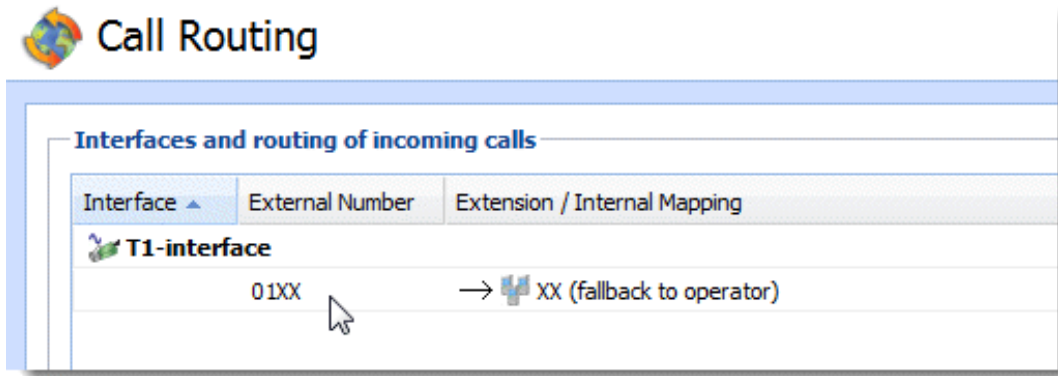 Call Routing
Interfaces and routing of incoming calls
Interface External Number Extension / Internal Mapping
T1-interface
01XX → XX (fallback to operator)